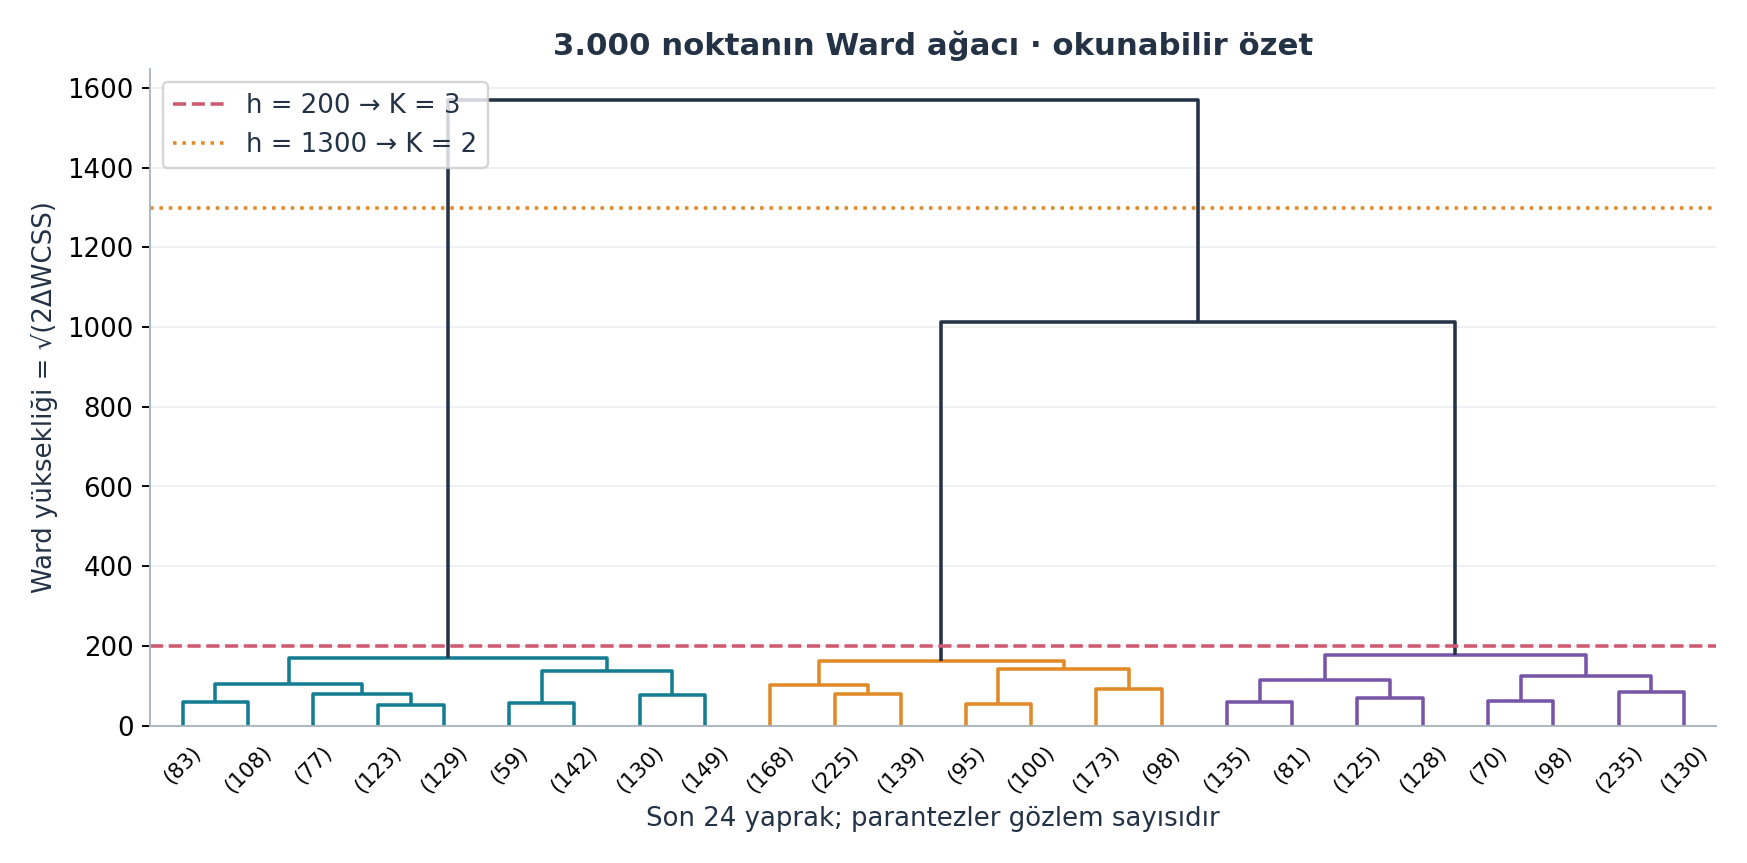 3.000 noktanın Ward ağacı · okunabilir özet
h = 200 → K = 3
h = 1300 → K = 2
Ward yüksekliği = √(2ΔWCSS)
1600
1400
1200
1000
800
600
400
200
0
(83) (108) (77) (123) (129) (59) (142) (130) (149) (168) (225) (139) (95) (100) (173) (98) (135) (81) (125) (128) (70) (98) (235) (130)
Son 24 yaprak; parantezler gözlem sayısıdır